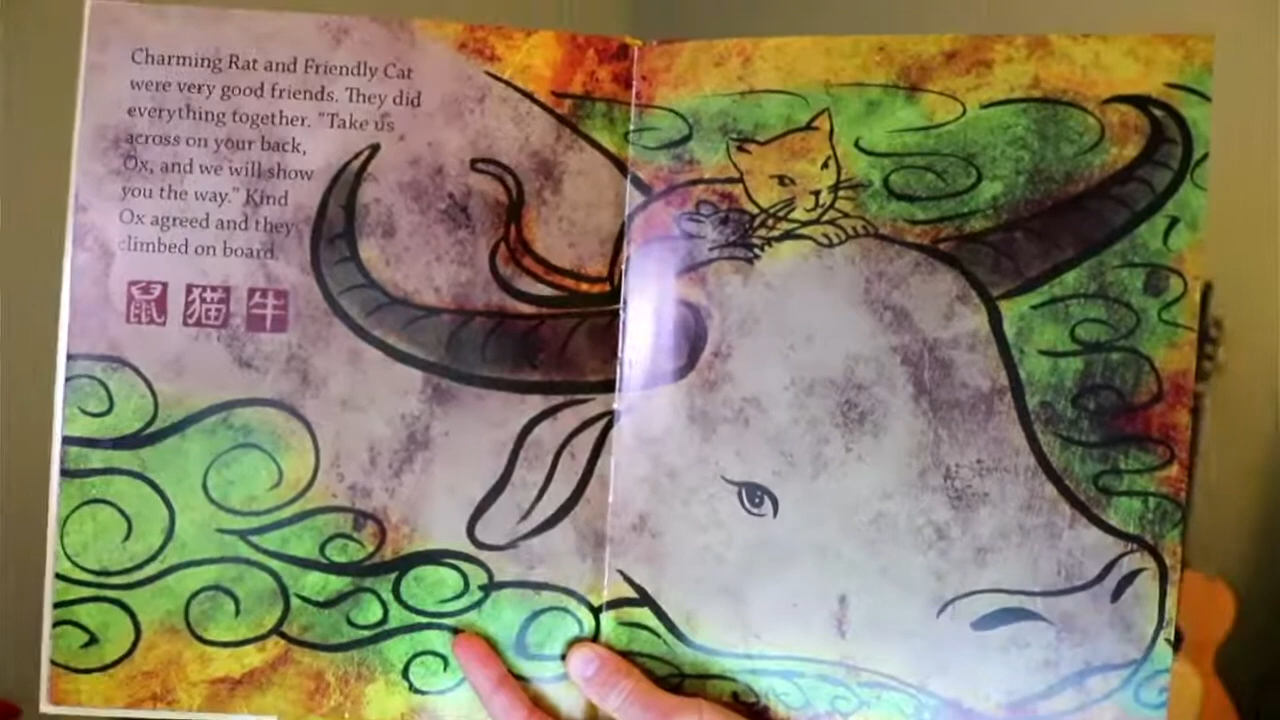 Charming Rat and Friendly Cat
were very good friends. They did
everything together. "Take us
across on your back,
Ox, and we will show
you the way." Kind
Ox agreed and they
climbed on board.
鼠 猫 牛